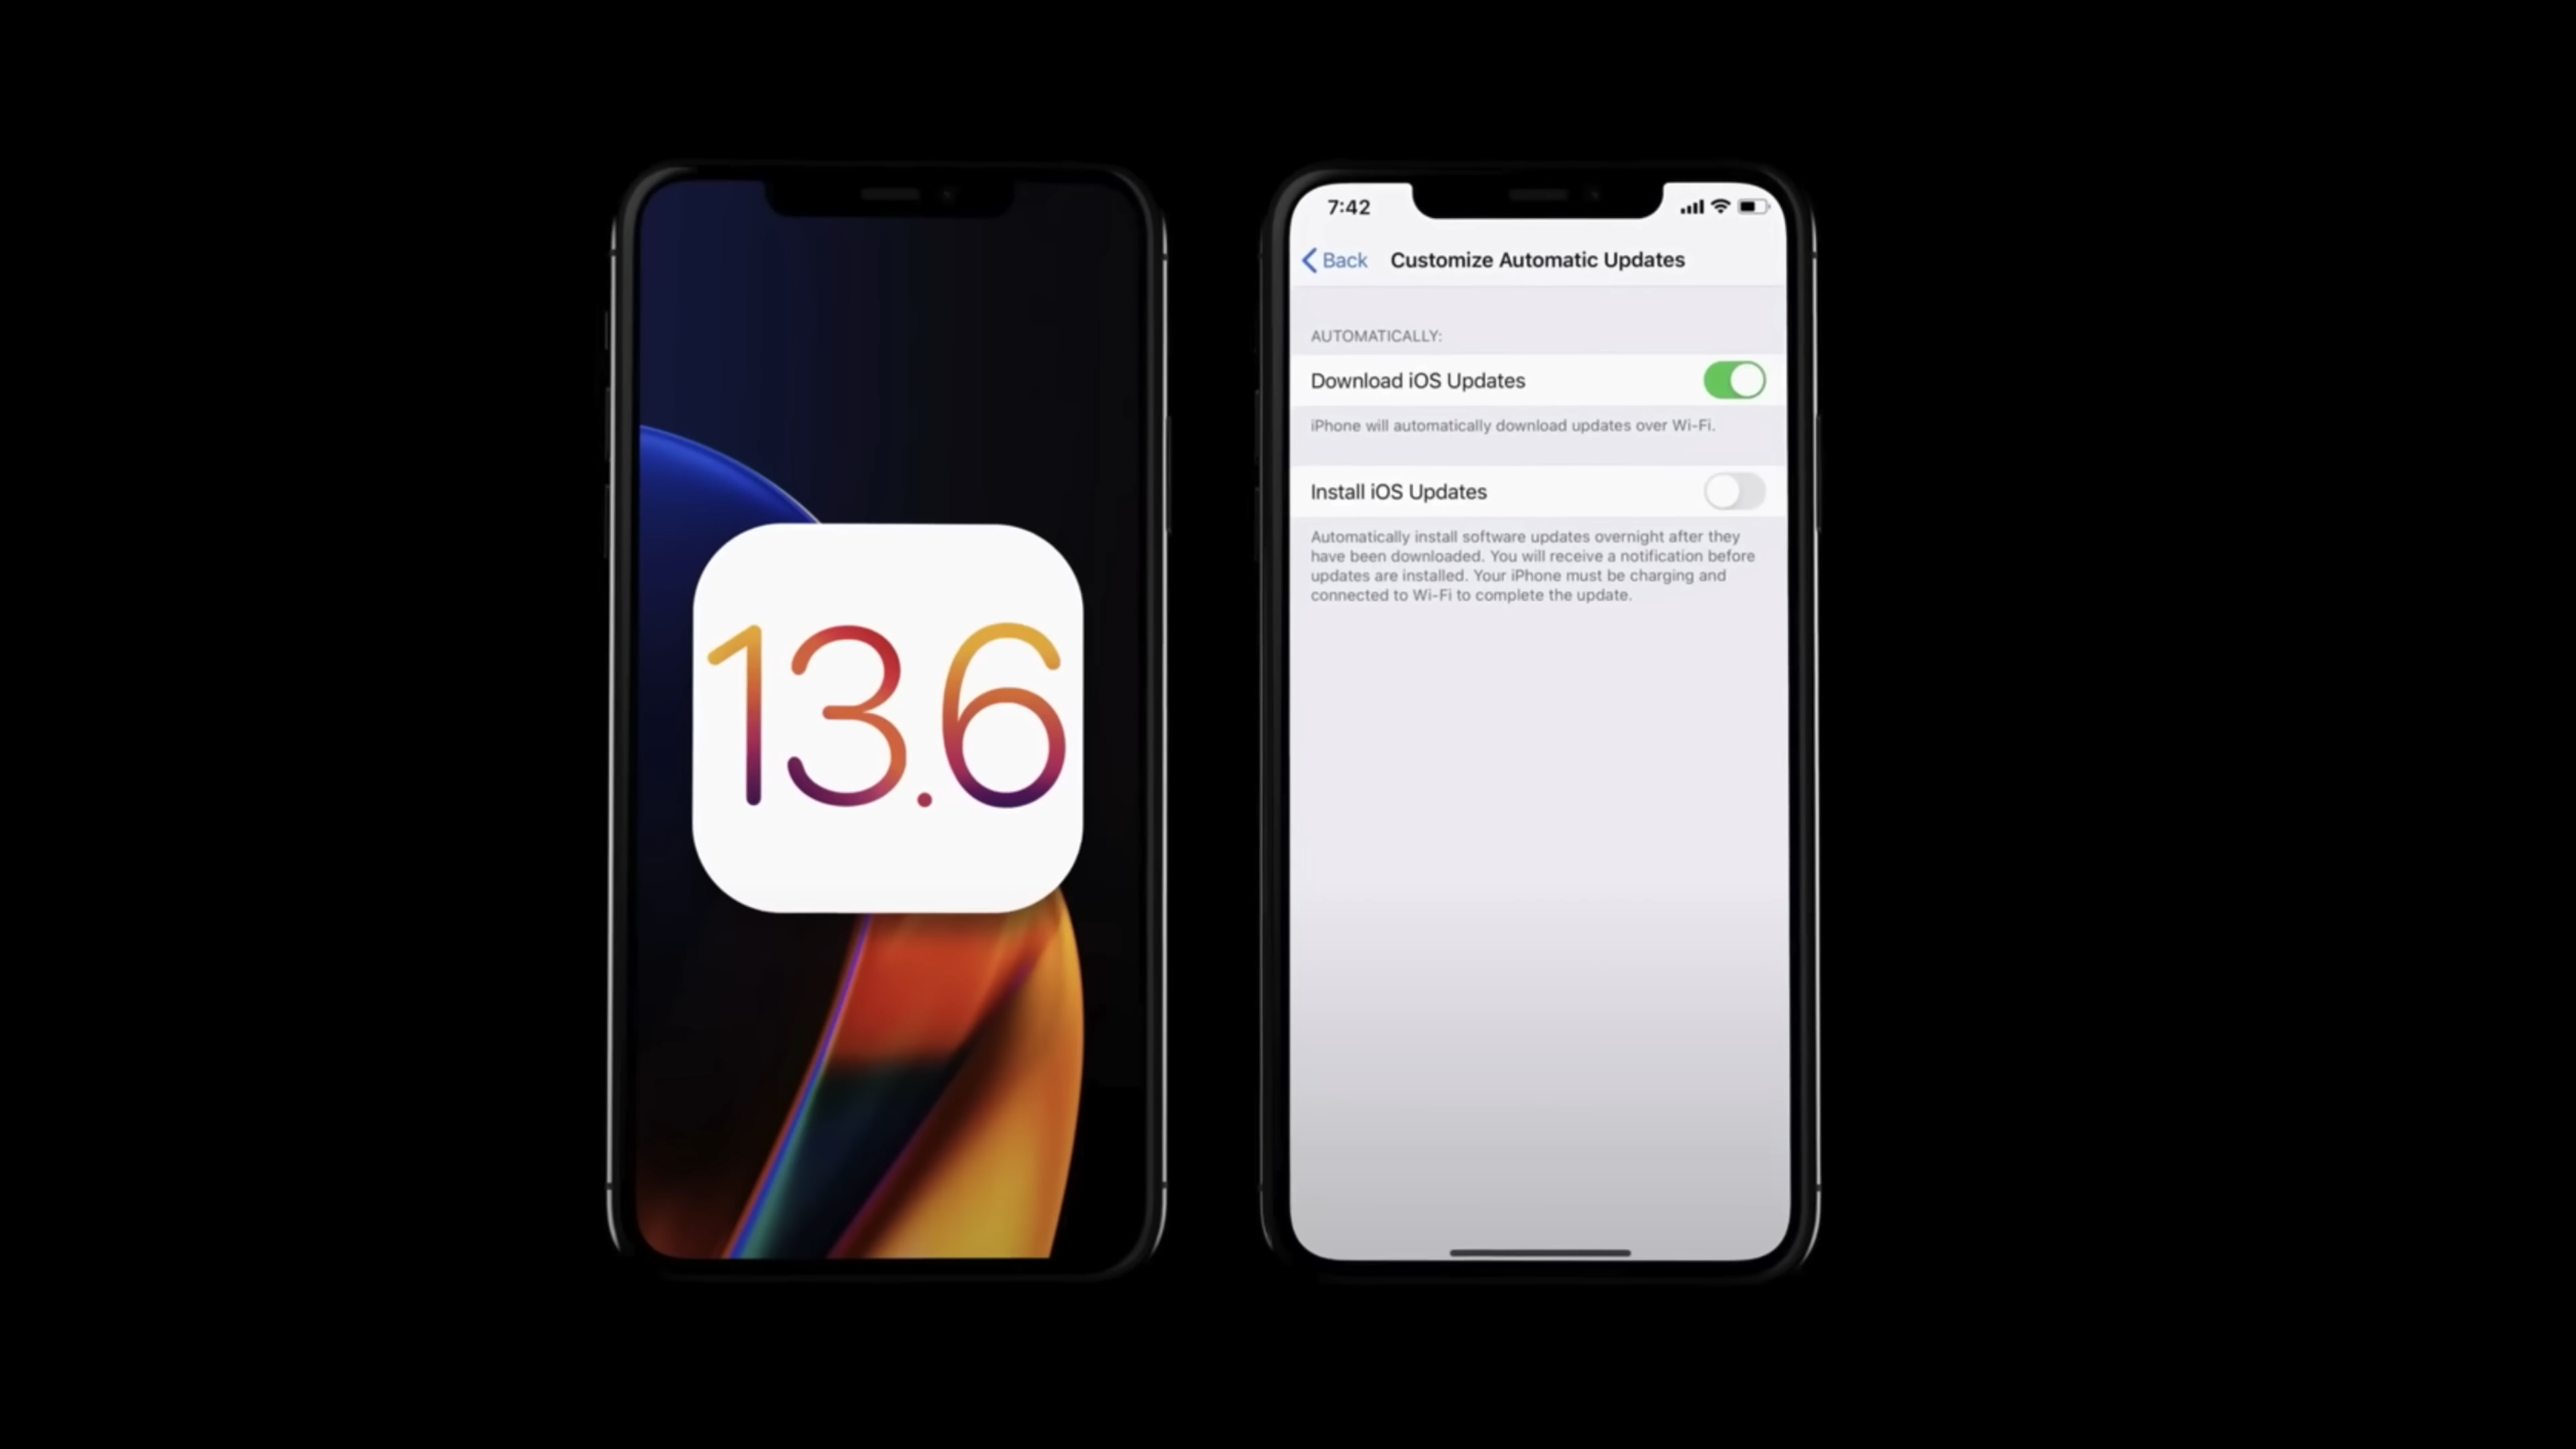 13.6
7:42
Back
Customize Automatic Updates
AUTOMATICALLY:
Download iOS Updates
iPhone will automatically download updates over Wi-Fi.
Install iOS Updates
Automatically install software updates overnight after they
have been downloaded. You will receive a notification before
updates are installed. Your iPhone must be charging and
connected to Wi-Fi to complete the update.